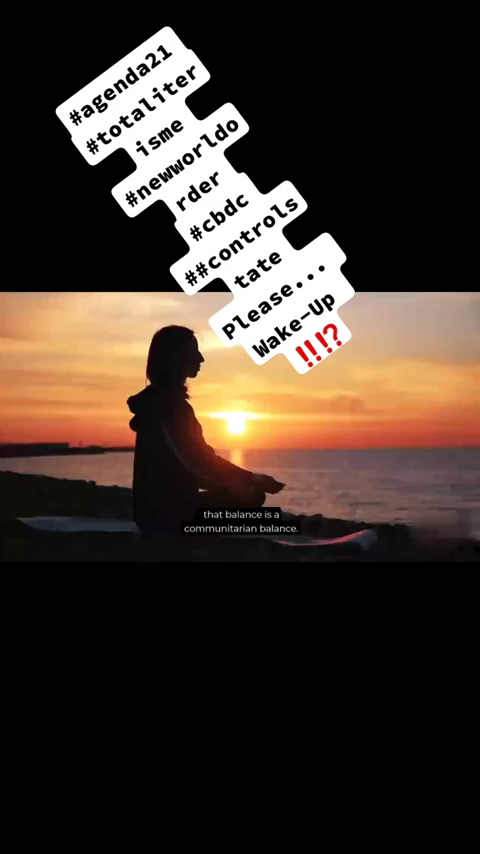 #agenda21
#totaliter
isme
#newworldo
rder
#cbdc
##controls
tate
Please...
Wake-Up
‼️⁉️
that balance is a
communitarian balance.